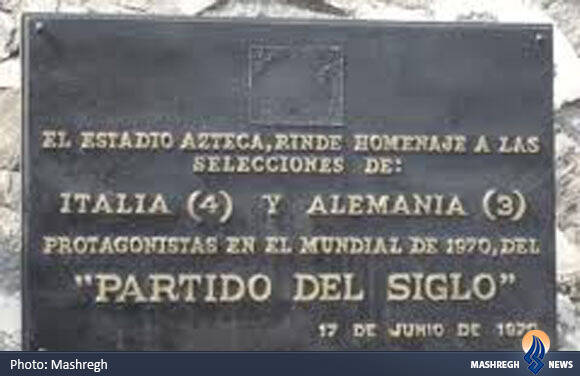 EL ESTADIO AZTECA, RINDE HOMENAJE A LAS
SELECCIONES DE:
ITALIA (4) Y ALEMANIA (3)
PROTAGONISTAS EN EL MUNDIAL DE 1970, DEL
"PARTIDO DEL SIGLO"
17 DE JUNIO DE
Photo: Mashregh
MASHREGH NEWS